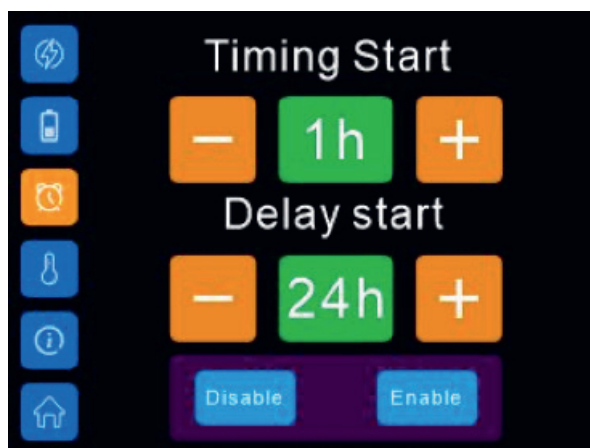 Timing Start
− 1h +
Delay start
− 24h +
Disable Enable